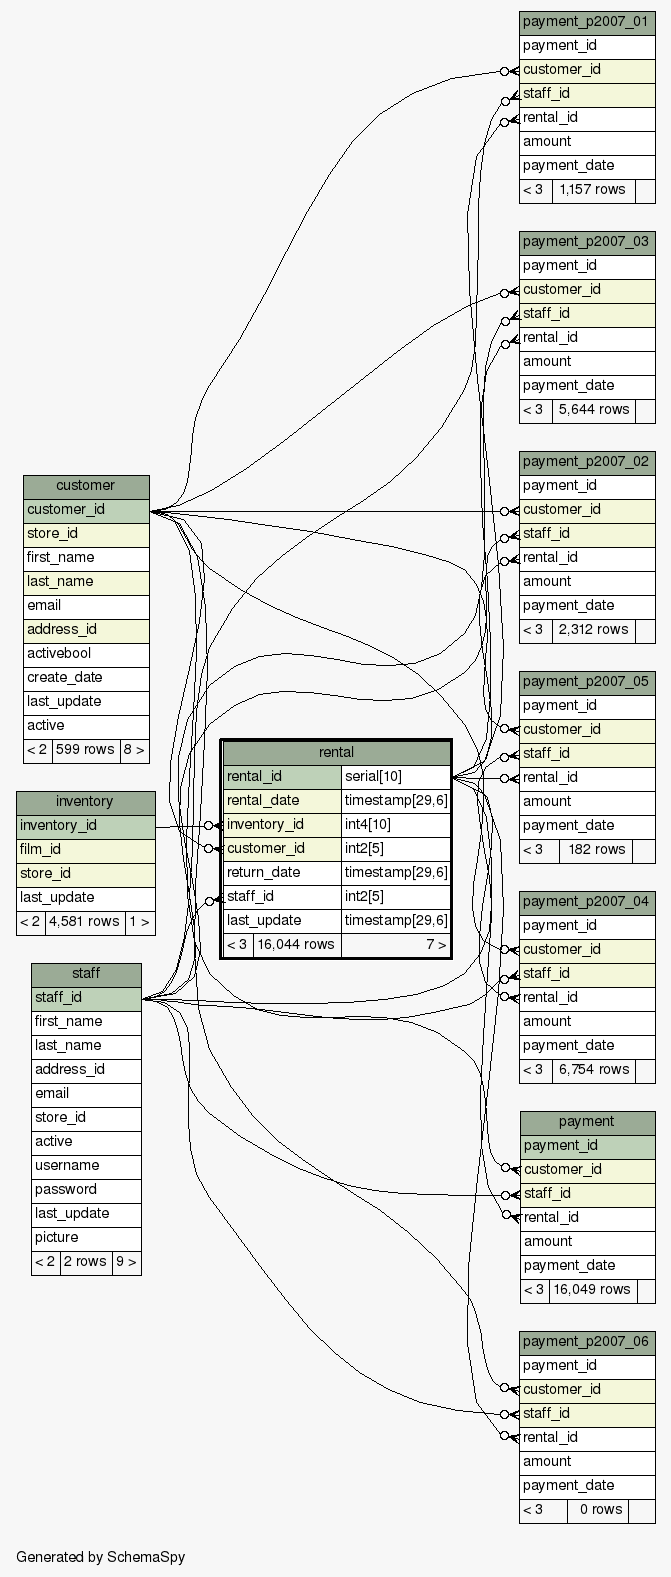 payment_p2007_01
payment_id
customer_id
staff_id
rental_id
amount
payment_date
< 3 1,157 rows
payment_p2007_03
payment_id
customer_id
staff_id
rental_id
amount
payment_date
< 3 5,644 rows
payment_p2007_02
payment_id
customer_id
staff_id
rental_id
amount
payment_date
< 3 2,312 rows
customer
customer_id
store_id
first_name
last_name
email
address_id
activebool
create_date
last_update
active
< 2 599 rows 8 >
payment_p2007_05
payment_id
customer_id
staff_id
rental_id
amount
payment_date
< 3 182 rows
rental
rental_id serial[10]
rental_date timestamp[29,6]
inventory_id int4[10]
customer_id int2[5]
return_date timestamp[29,6]
staff_id int2[5]
last_update timestamp[29,6]
< 3 16,044 rows 7 >
inventory
inventory_id
film_id
store_id
last_update
< 2 4,581 rows 1 >
payment_p2007_04
payment_id
customer_id
staff_id
rental_id
amount
payment_date
< 3 6,754 rows
staff
staff_id
first_name
last_name
address_id
email
store_id
active
username
password
last_update
picture
< 2 2 rows 9 >
payment
payment_id
customer_id
staff_id
rental_id
amount
payment_date
< 3 16,049 rows
payment_p2007_06
payment_id
customer_id
staff_id
rental_id
amount
payment_date
< 3 0 rows
Generated by SchemaSpy